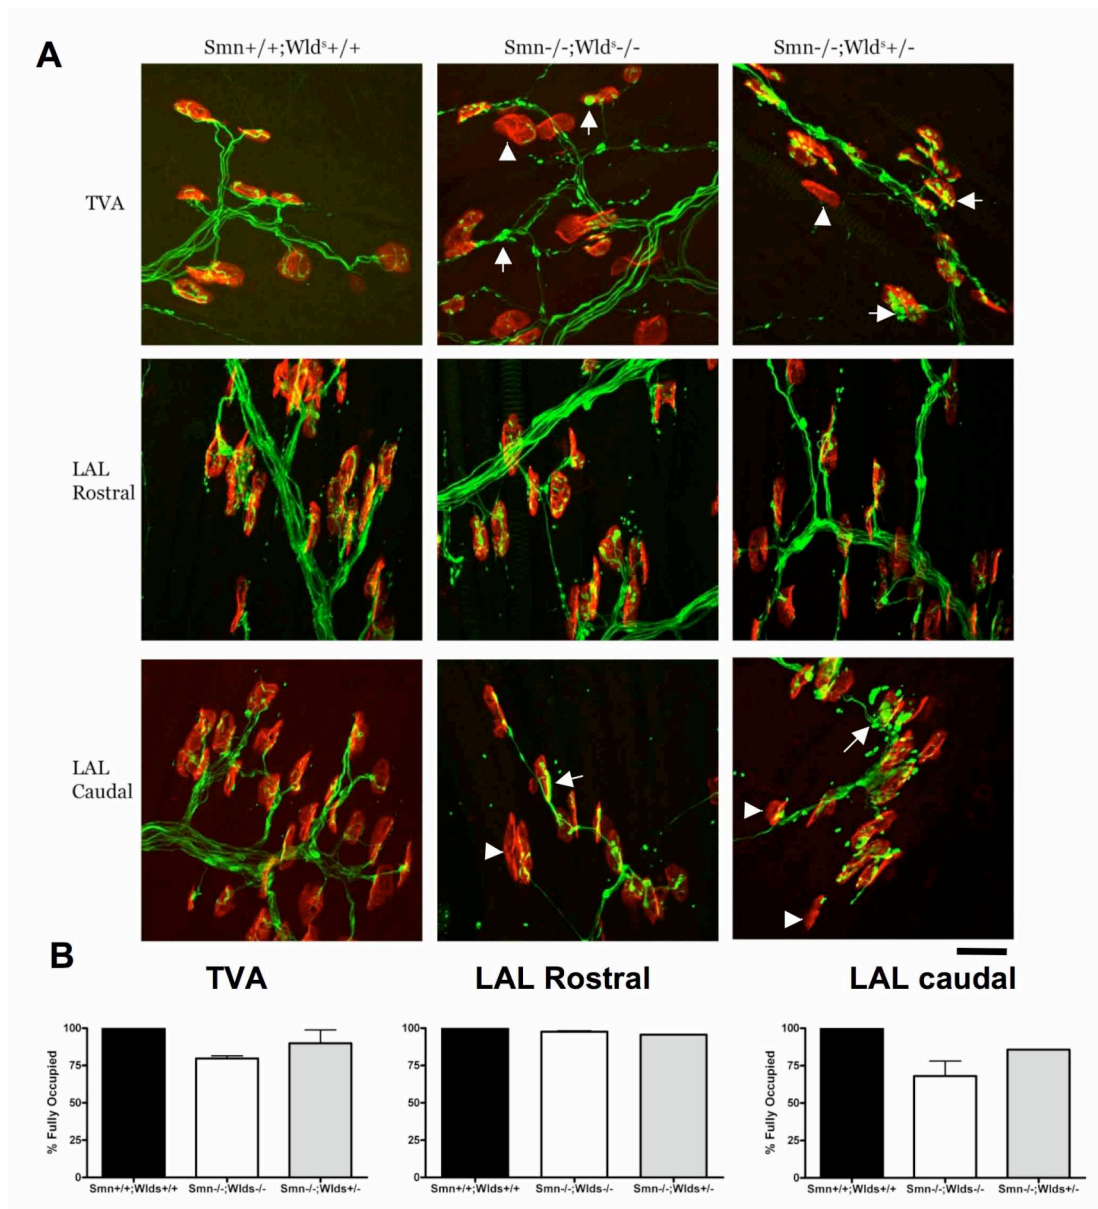 A
Smn+/+;Wldˢ+/+
Smn-/-;Wldˢ-/-
Smn-/-;Wldˢ+/-
TVA
LAL
Rostral
LAL
Caudal
B
TVA
LAL Rostral
LAL caudal
% Fully Occupied
100
75
50
25
0
Smn+/+;Wlds+/+
Smn-/-;Wlds-/-
Smn-/-;Wlds+/-
% Fully Occupied
100
75
50
25
0
Smn+/+;Wlds+/+
Smn-/-;Wlds-/-
Smn-/-;Wlds+/-
% Fully Occupied
100
75
50
25
0
Smn+/+;Wlds+/+
Smn-/-;Wlds-/-
Smn-/-;Wlds+/-